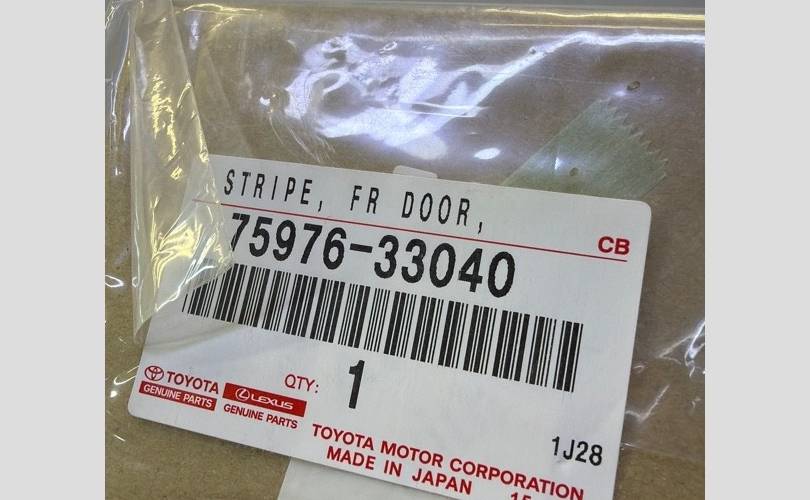 STRIPE, FR DOOR,
CB
75976-33040
QTY: 1
TOYOTA
GENUINE PARTS
LEXUS
GENUINE PARTS
1J28
TOYOTA MOTOR CORPORATION
MADE IN JAPAN